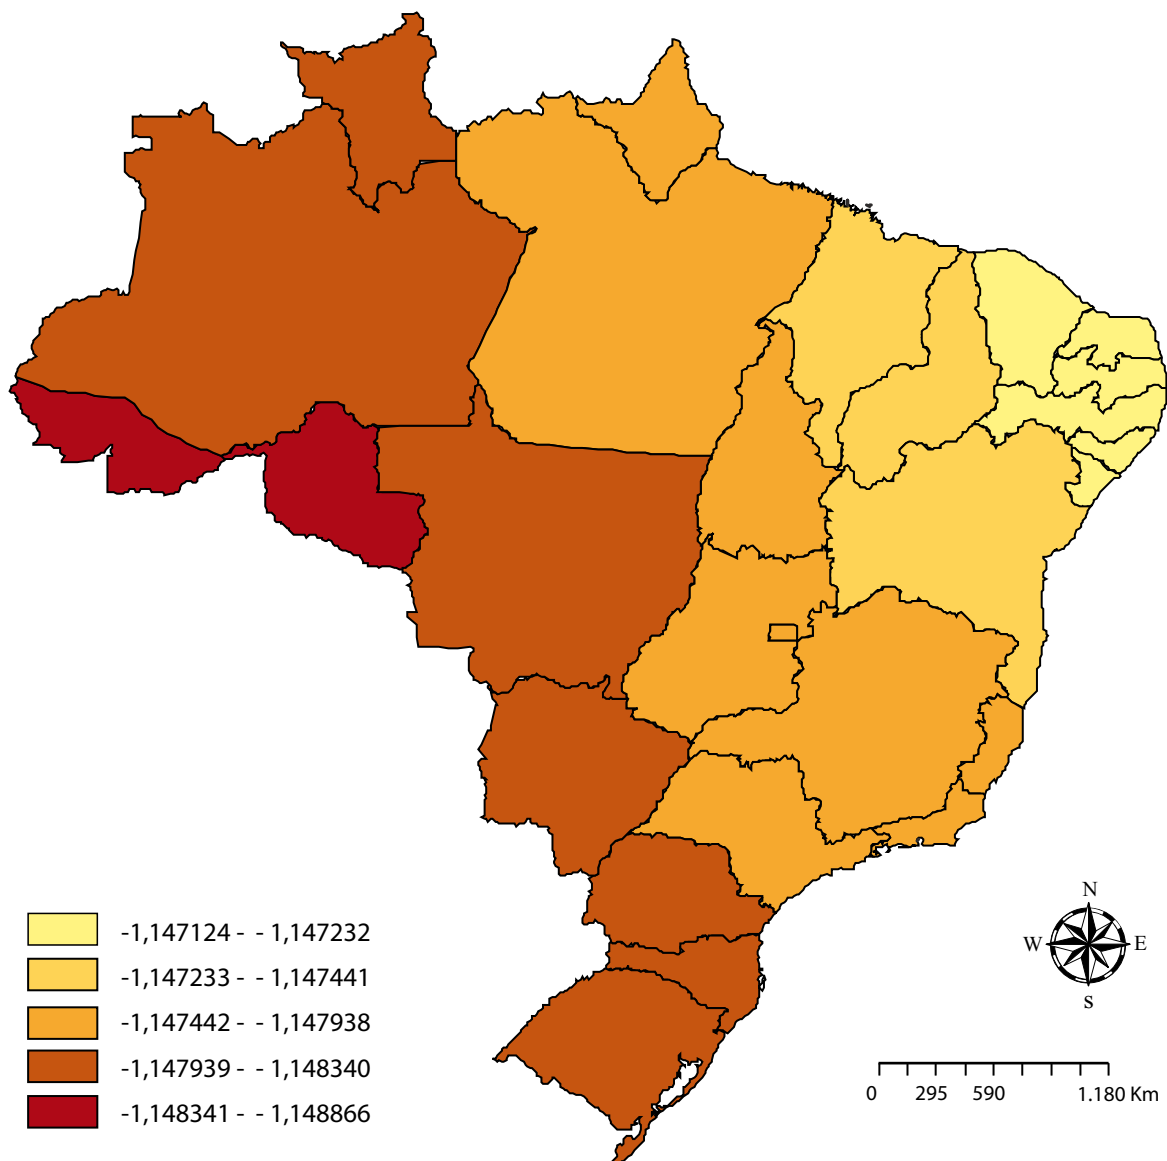 -1,147124 - - 1,147232
-1,147233 - - 1,147441
-1,147442 - - 1,147938
-1,147939 - - 1,148340
-1,148341 - - 1,148866
N
W E
S
0 295 590 1.180 Km